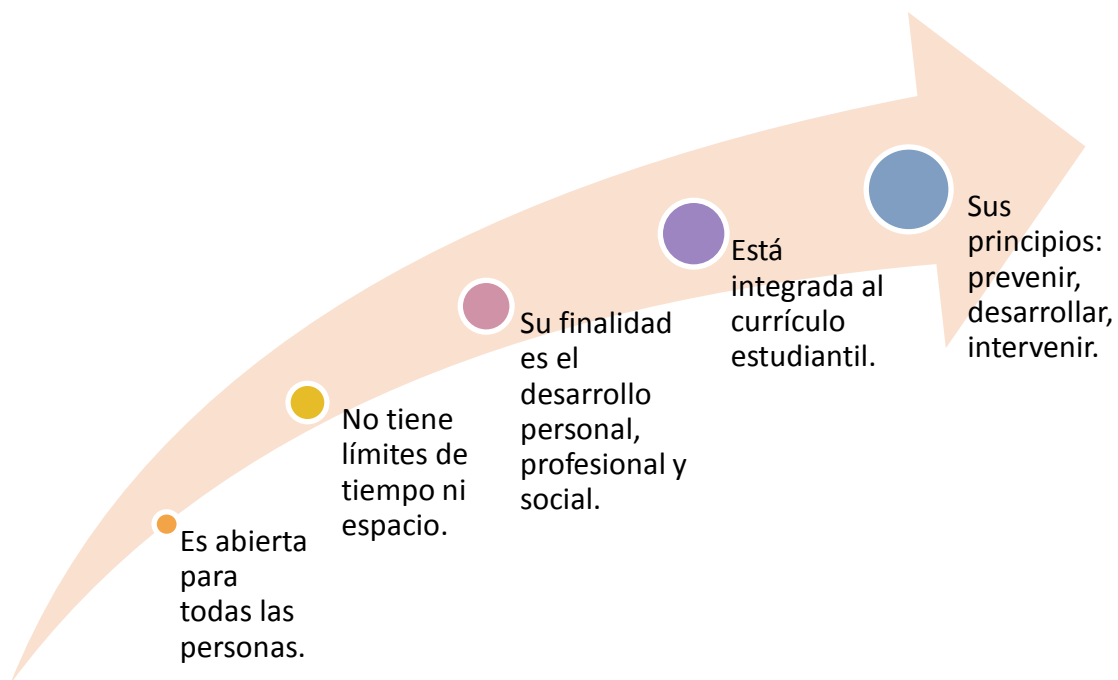 Es abierta
para
todas las
personas.
No tiene
límites de
tiempo ni
espacio.
Su finalidad
es el
desarrollo
personal,
profesional y
social.
Está
integrada al
currículo
estudiantil.
Sus
principios:
prevenir,
desarrollar,
intervenir.